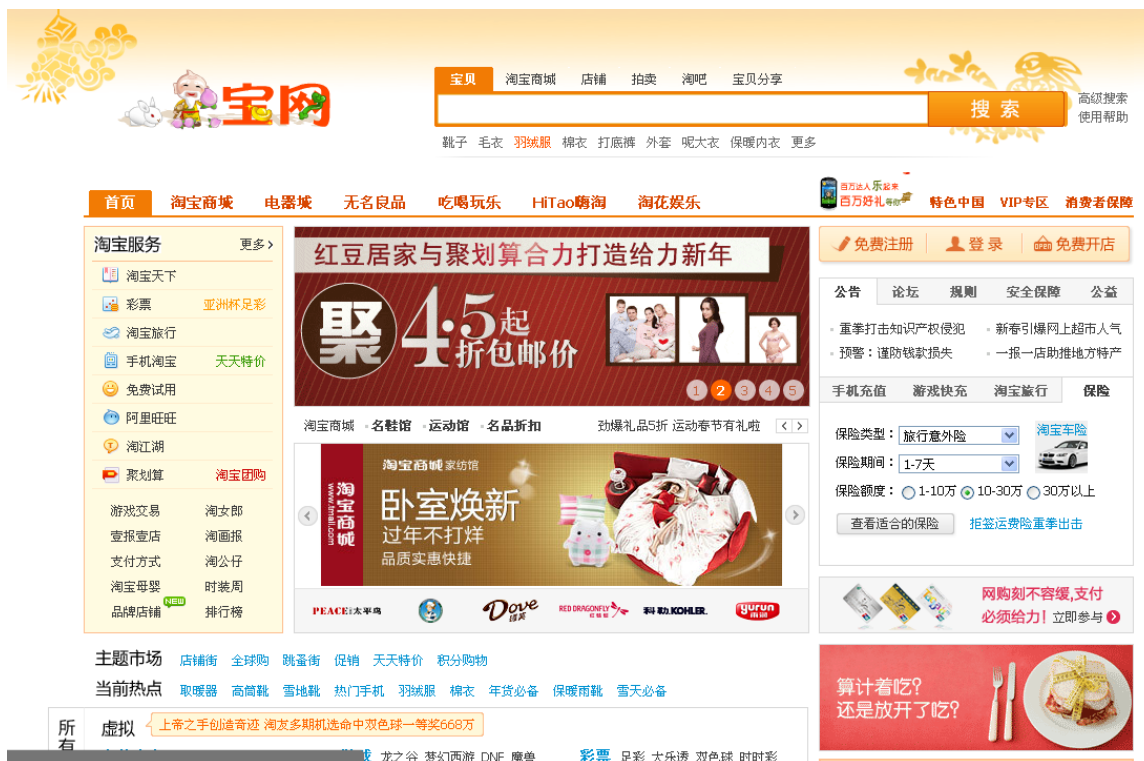 宝网
宝贝 淘宝商城 店铺 拍卖 淘吧 宝贝分享
搜 索
高级搜索
使用帮助
靴子 毛衣 羽绒服 棉衣 打底裤 外套 呢大衣 保暖内衣 更多
首页 淘宝商城 电器城 无名良品 吃喝玩乐 HiTao嗨淘 淘花娱乐
百万达人乐起来
百万好礼等你
特色中国 VIP专区 消费者保障
淘宝服务 更多
淘宝天下
彩票 亚洲杯足彩
淘宝旅行
手机淘宝 天天特价
免费试用
阿里旺旺
淘江湖
聚划算 淘宝团购
游戏交易 淘女郎
壹报壹店 淘画报
支付方式 淘公仔
淘宝母婴 时装周
NEW
品牌店铺 排行榜
红豆居家与聚划算合力打造给力新年
聚 4.5起
折包邮价
1 2 3 4 5
淘宝商城 名鞋馆 运动馆 名品折扣 劲爆礼品5折 运动春节有礼啦
淘宝商城
www.tmall.com
淘宝商城 家纺馆
卧室焕新
过年不打烊
品质实惠快捷
PEACE 太平鸟
Dove
德芙
RED DRAGONFLY
红蜻蜓
科勒.KOHLER.
yurun
雨润
免费注册 登 录 免费开店
公告 论坛 规则 安全保障 公益
重拳打击知识产权侵犯 新春引爆网上超市人气
预警：谨防钱款损失 一报一店助推地方特产
手机充值 游戏快充 淘宝旅行 保险
保险类型： 旅行意外险 淘宝车险
保险期间： 1-7天
保险额度： 1-10万 10-30万 30万以上
查看适合的保险 拒签运费险重拳出击
网购刻不容缓,支付
必须给力! 立即参与
算计着吃?
还是放开了吃?
主题市场 店铺街 全球购 跳蚤街 促销 天天特价 积分购物
当前热点 取暖器 高筒靴 雪地靴 热门手机 羽绒服 棉衣 年货必备 保暖雨靴 雪天必备
所有
虚拟 上帝之手创造奇迹 淘友多期机选命中双色球一等奖668万
龙之谷 梦幻西游 DNF 魔兽 彩票 足彩 大乐透 双色球 时时彩